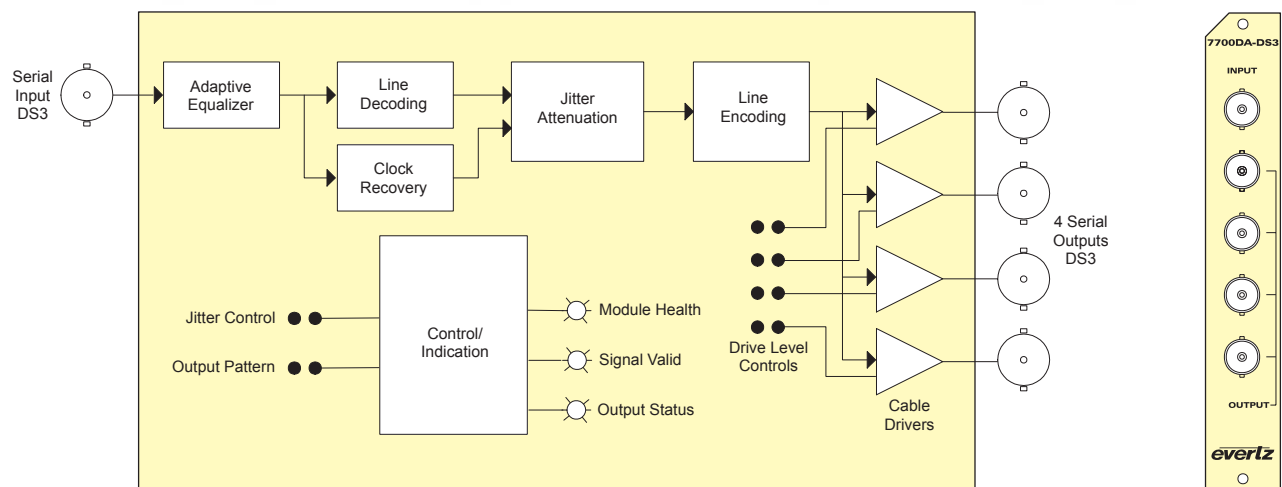 Serial
Input
DS3
Adaptive
Equalizer
Line
Decoding
Clock
Recovery
Jitter
Attenuation
Line
Encoding
4 Serial
Outputs
DS3
Jitter Control
Output Pattern
Control/
Indication
Module Health
Signal Valid
Output Status
Drive Level
Controls
Cable
Drivers
7700DA-DS3
INPUT
OUTPUT
evertz